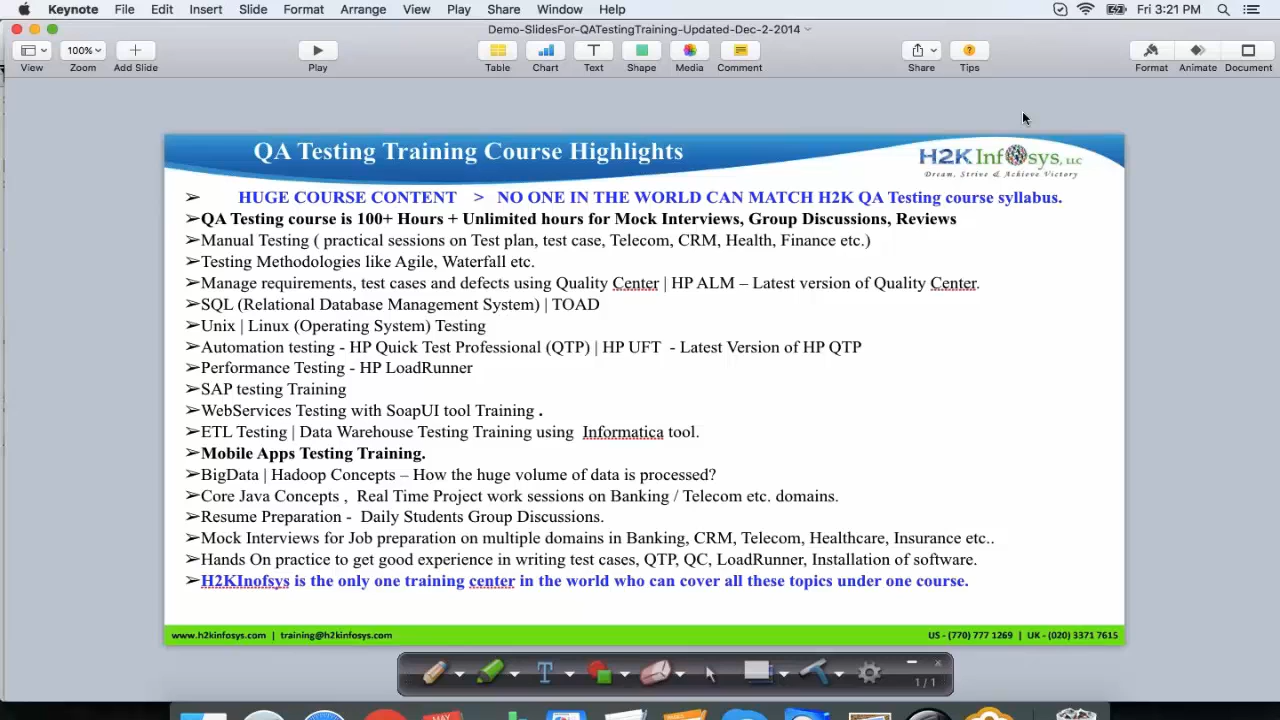 Keynote File Edit Insert Slide Format Arrange View Play Share Window Help Fri 3:21 PM
Demo-SlidesFor-QATestingTraining-Updated-Dec-2-2014
100%
View Zoom Add Slide Play Table Chart Text Shape Media Comment Share Tips Format Animate Document
QA Testing Training Course Highlights
H2K Infosys, LLC
Dream, Strive & Achieve Victory
➢ HUGE COURSE CONTENT > NO ONE IN THE WORLD CAN MATCH H2K QA Testing course syllabus.
➢QA Testing course is 100+ Hours + Unlimited hours for Mock Interviews, Group Discussions, Reviews
➢Manual Testing ( practical sessions on Test plan, test case, Telecom, CRM, Health, Finance etc.)
➢Testing Methodologies like Agile, Waterfall etc.
➢Manage requirements, test cases and defects using Quality Center | HP ALM – Latest version of Quality Center.
➢SQL (Relational Database Management System) | TOAD
➢Unix | Linux (Operating System) Testing
➢Automation testing - HP Quick Test Professional (QTP) | HP UFT - Latest Version of HP QTP
➢Performance Testing - HP LoadRunner
➢SAP testing Training
➢WebServices Testing with SoapUI tool Training .
➢ETL Testing | Data Warehouse Testing Training using Informatica tool.
➢Mobile Apps Testing Training.
➢BigData | Hadoop Concepts – How the huge volume of data is processed?
➢Core Java Concepts , Real Time Project work sessions on Banking / Telecom etc. domains.
➢Resume Preparation - Daily Students Group Discussions.
➢Mock Interviews for Job preparation on multiple domains in Banking, CRM, Telecom, Healthcare, Insurance etc..
➢Hands On practice to get good experience in writing test cases, QTP, QC, LoadRunner, Installation of software.
➢H2KInofsys is the only one training center in the world who can cover all these topics under one course.
www.h2kinfosys.com | training@h2kinfosys.com US - (770) 777 1269 | UK - (020) 3371 7615
T
1 / 1
MAY